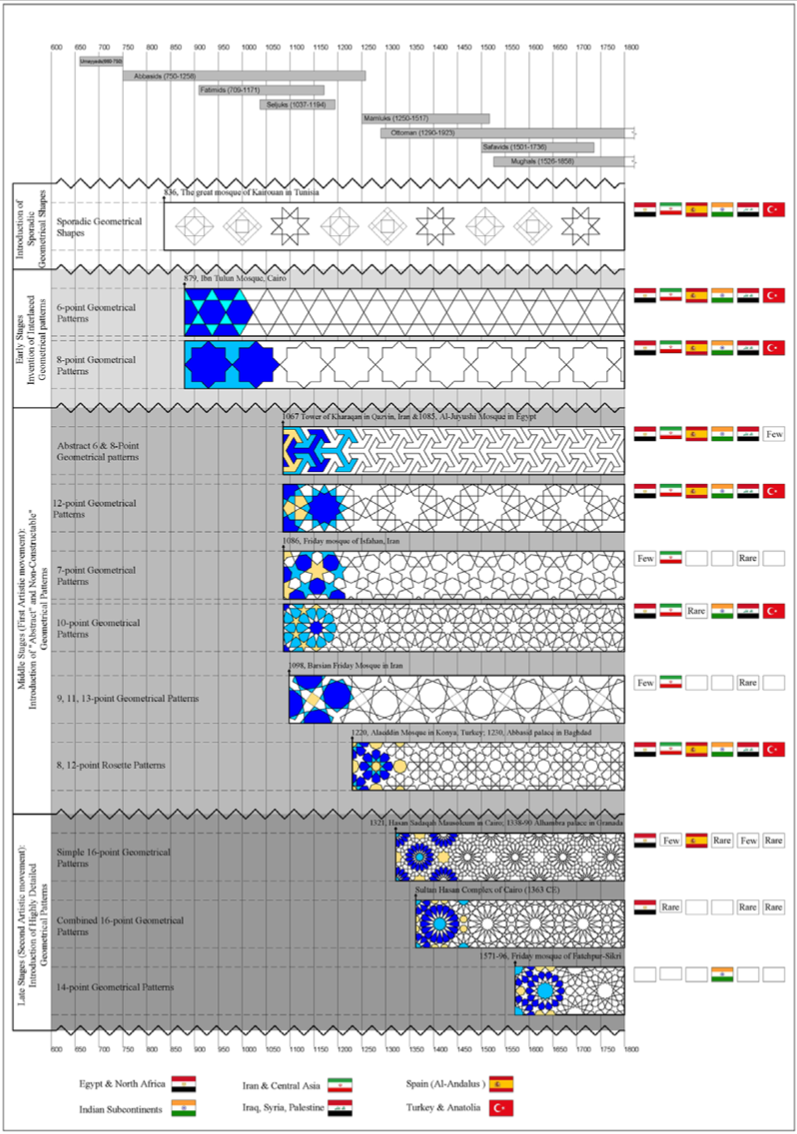 600 650 700 750 800 850 900 950 1000 1050 1100 1150 1200 1250 1300 1350 1400 1450 1500 1550 1600 1650 1700 1750 1800
Abbasids (750-1258)
Fatimids (709-1171)
Seljuks (1037-1194)
Mamluks (1250-1517)
Ottoman (1290-1923)
Safavids (1501-1736)
Mughals (1526-1858)
Introduction of
Sporadic
Geometrical Shapes
836, The great mosque of Kairouan in Tunisia
Sporadic Geometrical
Shapes
Early Stages
Invention of Interlaced
Geometrical patterns
879, Ibn Tulun Mosque, Cairo
6-point Geometrical
Patterns
8-point Geometrical
Patterns
Middle Stages (First Artistic movement):
Introduction of "Abstract" and Non-Constructable"
Geometrical Patterns
1067 Tower of Kharaqan in Qazvin, Iran &1085, Al-Juyushi Mosque in Egypt
Abstract 6 & 8-Point
Geometrical patterns
Few
12-point Geometrical
Patterns
1086, Friday mosque of Isfahan, Iran
7-point Geometrical
Patterns
Few
Rare
10-point Geometrical
Patterns
Rare
1098, Barsian Friday Mosque in Iran
9, 11, 13-point Geometrical Patterns
Few
Rare
1220, Alauddin Mosque in Konya, Turkey; 1230, Abbasid palace in Baghdad
8, 12-point Rosette Patterns
Late Stages (Second Artistic movement):
Introduction of Highly Detailed
Geometrical Patterns
1321, Hasan Sadaqah Mausoleum in Cairo, 1338-90 Alhambra palace in Granada
Simple 16-point Geometrical
Patterns
Few
Rare
Few
Rare
Sultan Hasan Complex of Cairo (1363 CE)
Combined 16-point Geometrical
Patterns
Rare
Rare
Rare
1571-96, Friday mosque of Fatehpur-Sikri
14-point Geometrical Patterns
600 650 700 750 800 850 900 950 1000 1050 1100 1150 1200 1250 1300 1350 1400 1450 1500 1550 1600 1650 1700 1750 1800
Egypt & North Africa
Iran & Central Asia
Spain (Al-Andalus )
Indian Subcontinents
Iraq, Syria, Palestine
Turkey & Anatolia